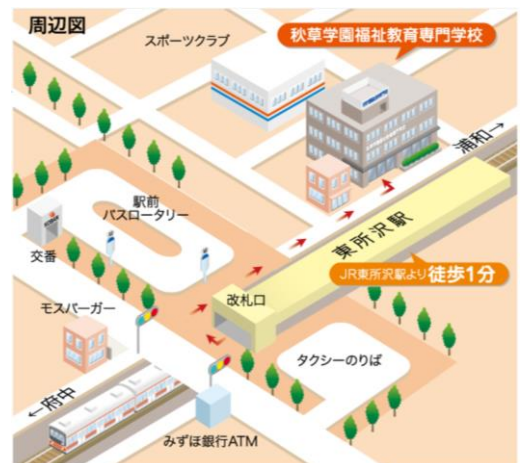 周辺図
スポーツクラブ
秋草学園福祉教育専門学校
浦和→
駅前
バスロータリー
交番
東所沢駅
JR東所沢駅より徒歩1分
改札口
モスバーガー
タクシーのりば
←府中
みずほ銀行ATM